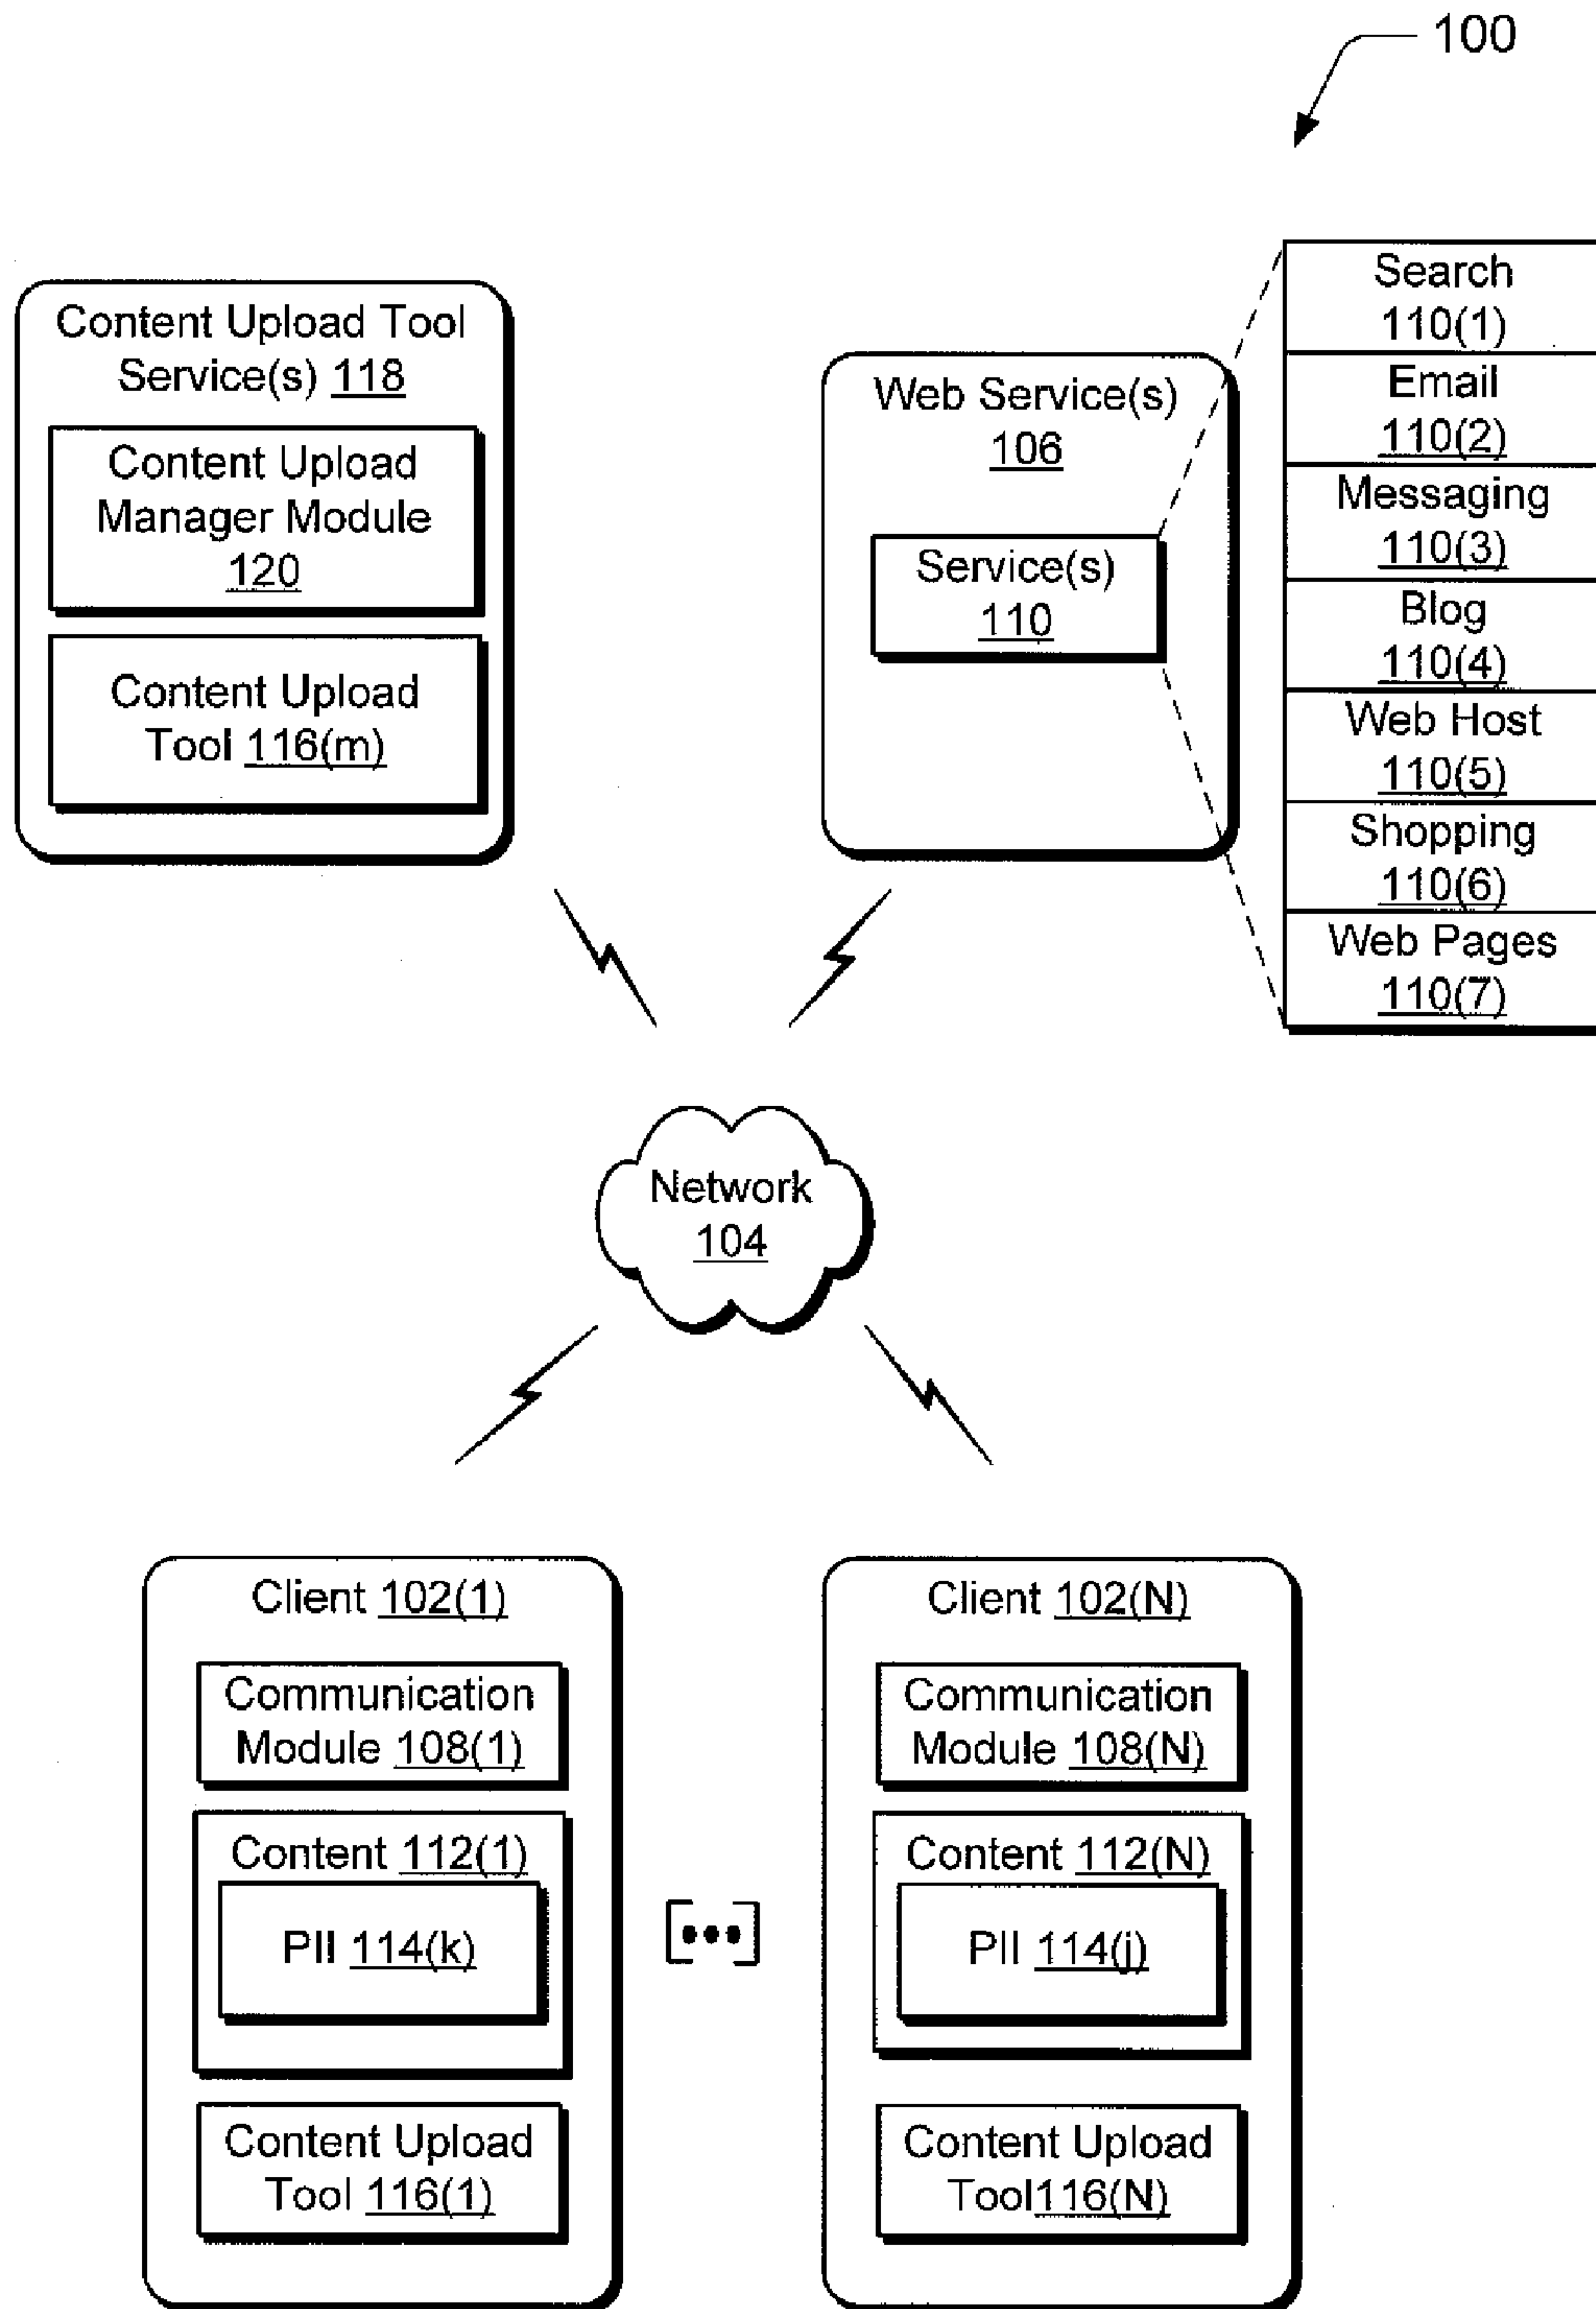 100
Content Upload Tool
Service(s) 118
Content Upload
Manager Module
120
Content Upload
Tool 116(m)
Web Service(s)
106
Service(s)
110
Search
110(1)
Email
110(2)
Messaging
110(3)
Blog
110(4)
Web Host
110(5)
Shopping
110(6)
Web Pages
110(7)
Network
104
Client 102(1)
Communication
Module 108(1)
Content 112(1)
PII 114(k)
Content Upload
Tool 116(1)
[•••]
Client 102(N)
Communication
Module 108(N)
Content 112(N)
PII 114(j)
Content Upload
Tool116(N)